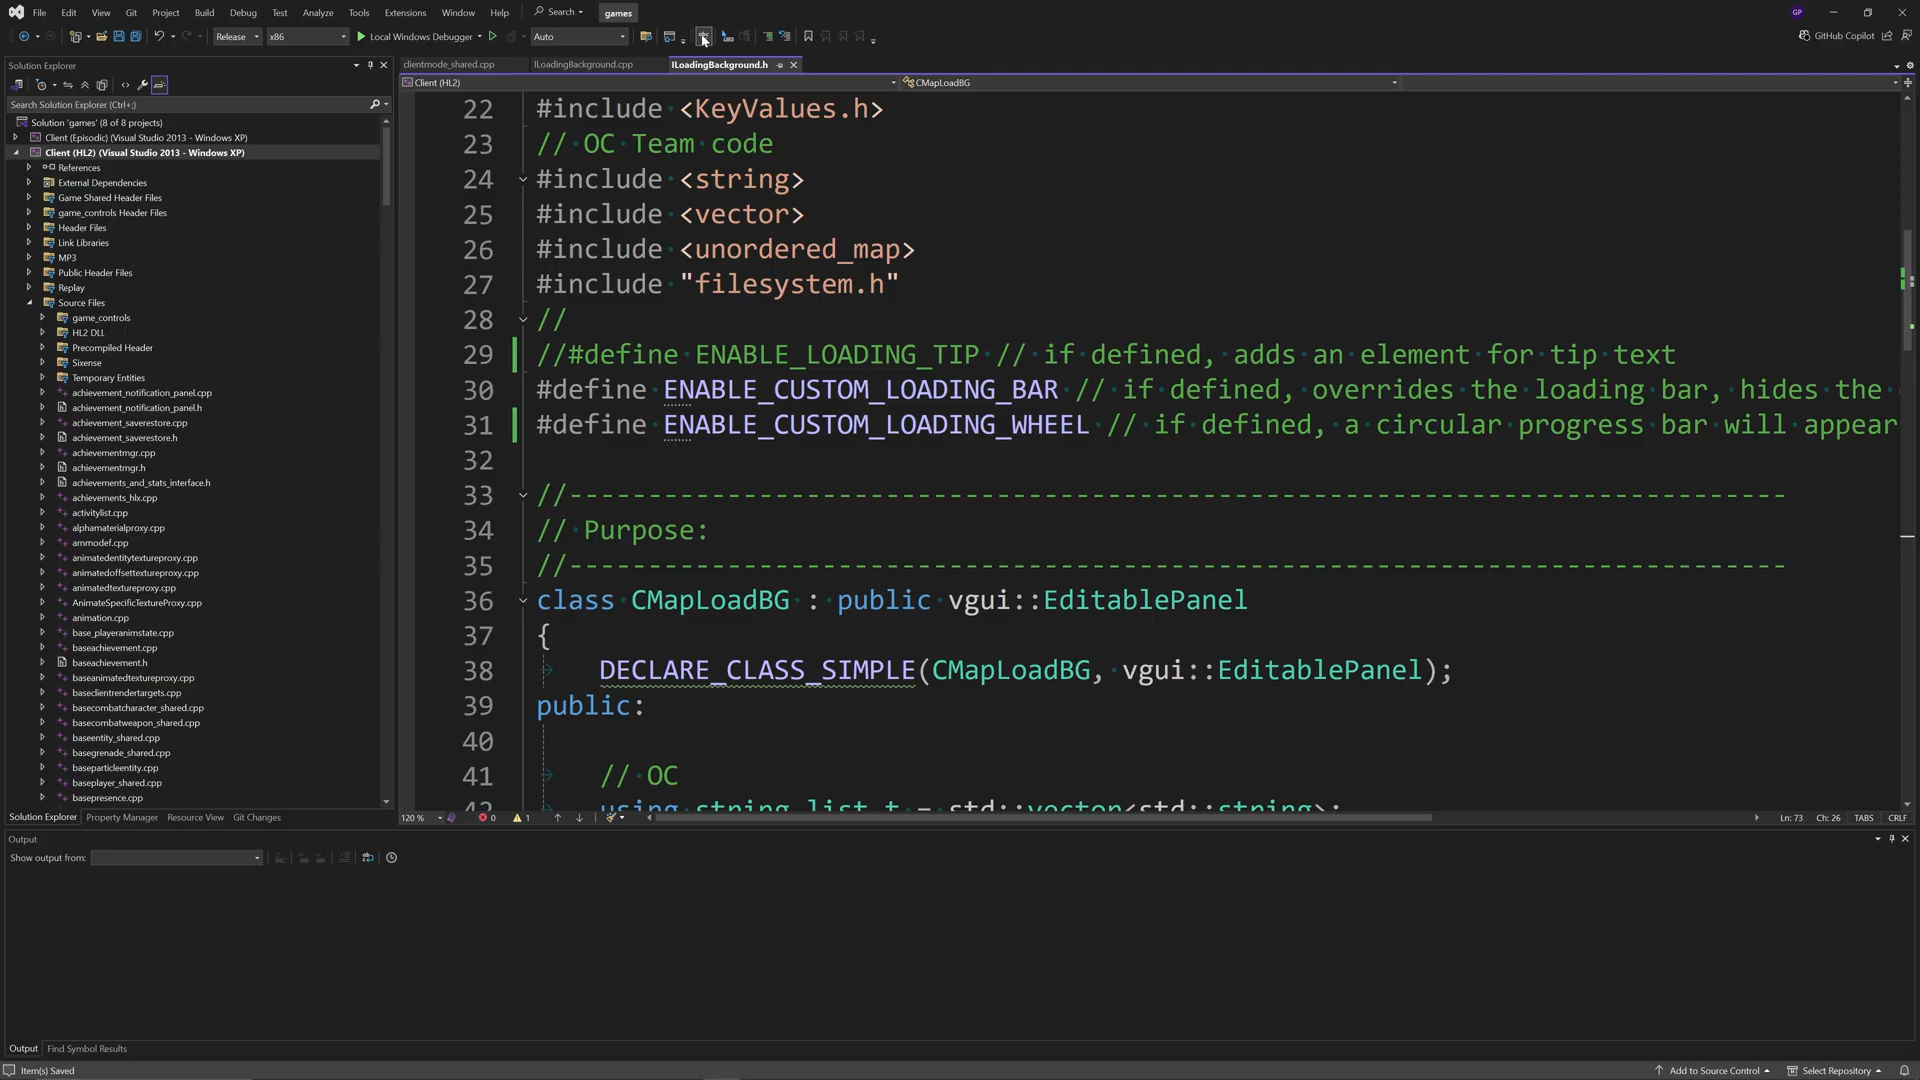 File Edit View Git Project Build Debug Test Analyze Tools Extensions Window Help Search games GP
Release x86 Local Windows Debugger Auto GitHub Copilot
Solution Explorer
Search Solution Explorer (Ctrl+;)
Solution 'games' (8 of 8 projects)
Client (Episodic) (Visual Studio 2013 - Windows XP)
Client (HL2) (Visual Studio 2013 - Windows XP)
References
External Dependencies
Game Shared Header Files
game_controls Header Files
Header Files
Link Libraries
MP3
Public Header Files
Replay
Source Files
game_controls
HL2 DLL
Precompiled Header
Sixense
Temporary Entities
achievement_notification_panel.cpp
achievement_notification_panel.h
achievement_saverestore.cpp
achievement_saverestore.h
achievementmgr.cpp
achievementmgr.h
achievements_and_stats_interface.h
achievements_hlx.cpp
activitylist.cpp
alphamaterialproxy.cpp
ammodef.cpp
animatedentitytextureproxy.cpp
animatedoffsettextureproxy.cpp
animatedtextureproxy.cpp
AnimateSpecificTextureProxy.cpp
animation.cpp
base_playeranimstate.cpp
baseachievement.cpp
baseachievement.h
baseanimatedtextureproxy.cpp
baseclientrendertargets.cpp
basecombatcharacter_shared.cpp
basecombatweapon_shared.cpp
baseentity_shared.cpp
basegrenade_shared.cpp
baseparticleentity.cpp
baseplayer_shared.cpp
basepresence.cpp
Solution Explorer Property Manager Resource View Git Changes
clientmode_shared.cpp ILoadingBackground.cpp ILoadingBackground.h
Client (HL2) CMapLoadBG
22 #include <KeyValues.h>
23 // OC Team code
24 #include <string>
25 #include <vector>
26 #include <unordered_map>
27 #include "filesystem.h"
28 //
29 //#define ENABLE_LOADING_TIP // if defined, adds an element for tip text
30 #define ENABLE_CUSTOM_LOADING_BAR // if defined, overrides the loading bar, hides the
31 #define ENABLE_CUSTOM_LOADING_WHEEL // if defined, a circular progress bar will appear
32
33 //-----------------------------------------------------------------------------
34 // Purpose:
35 //-----------------------------------------------------------------------------
36 class CMapLoadBG : public vgui::EditablePanel
37 {
38 DECLARE_CLASS_SIMPLE(CMapLoadBG, vgui::EditablePanel);
39 public:
40
41 // OC
42 using string_list_t = std::vector<std::string>;
120 % 0 1 Ln: 73 Ch: 26 TABS CRLF
Output
Show output from:
Output Find Symbol Results
Item(s) Saved Add to Source Control Select Repository